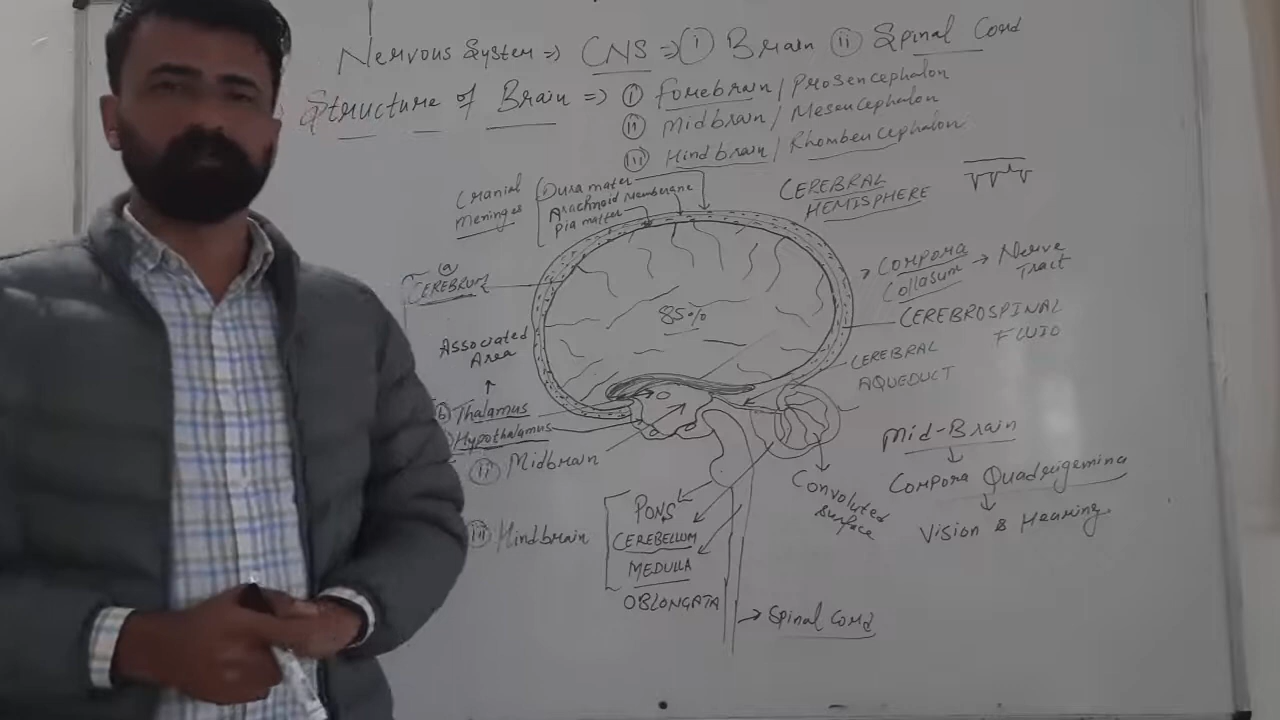 Nervous System ⇒ CNS ⇒ (i) Brain (ii) Spinal Cord
Structure of Brain ⇒ (i) Forebrain / Prosencephalon
(ii) Midbrain / Mesencephalon
(iii) Hindbrain / Rhombencephalon
Cranial meninges
Dura mater
Arachnoid Membrane
Pia matter
CEREBRAL
HEMISPHERE
(a)
CEREBRUM
Corpora
Collasum → Nerve
Tract
85%
CEREBROSPINAL
FLUID
Associated
Area
CEREBRAL
AQUEDUCT
(b) Thalamus
Hypothalamus
(ii) Midbrain
Mid-Brain
Corpora Quadrigemina
Vision & Hearing
Convoluted
Surface
(iii) Hindbrain
PONS
CEREBELLUM
MEDULLA
OBLONGATA
→ Spinal Cord